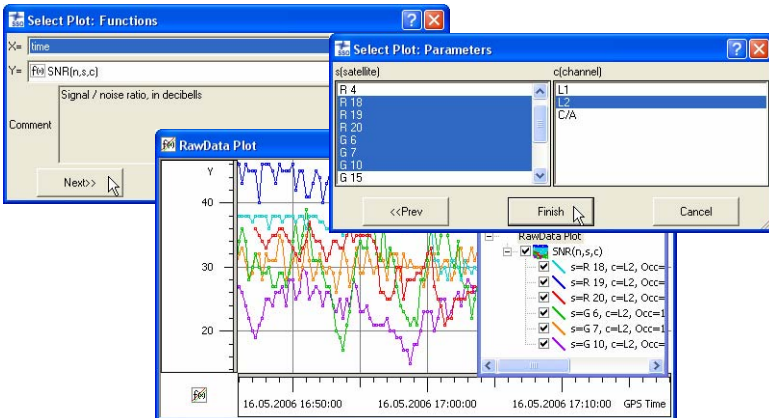 Select Plot: Functions
X= time
Y= f(x) SNR(n,s,c)
Comment
Signal / noise ratio, in decibells
Next>>
Select Plot: Parameters
s(satellite)
c(channel)
R 4
R 18
R 19
R 20
G 6
G 7
G 10
G 15
L1
L2
C/A
<<Prev
Finish
Cancel
RawData Plot
Y
40
30
20
RawData Plot
SNR(n,s,c)
s=R 18, c=L2, Occ=
s=R 19, c=L2, Occ=
s=R 20, c=L2, Occ=
s=G 6, c=L2, Occ=1
s=G 7, c=L2, Occ=1
s=G 10, c=L2, Occ=
16.05.2006 16:50:00
16.05.2006 17:00:00
16.05.2006 17:10:00
GPS Time